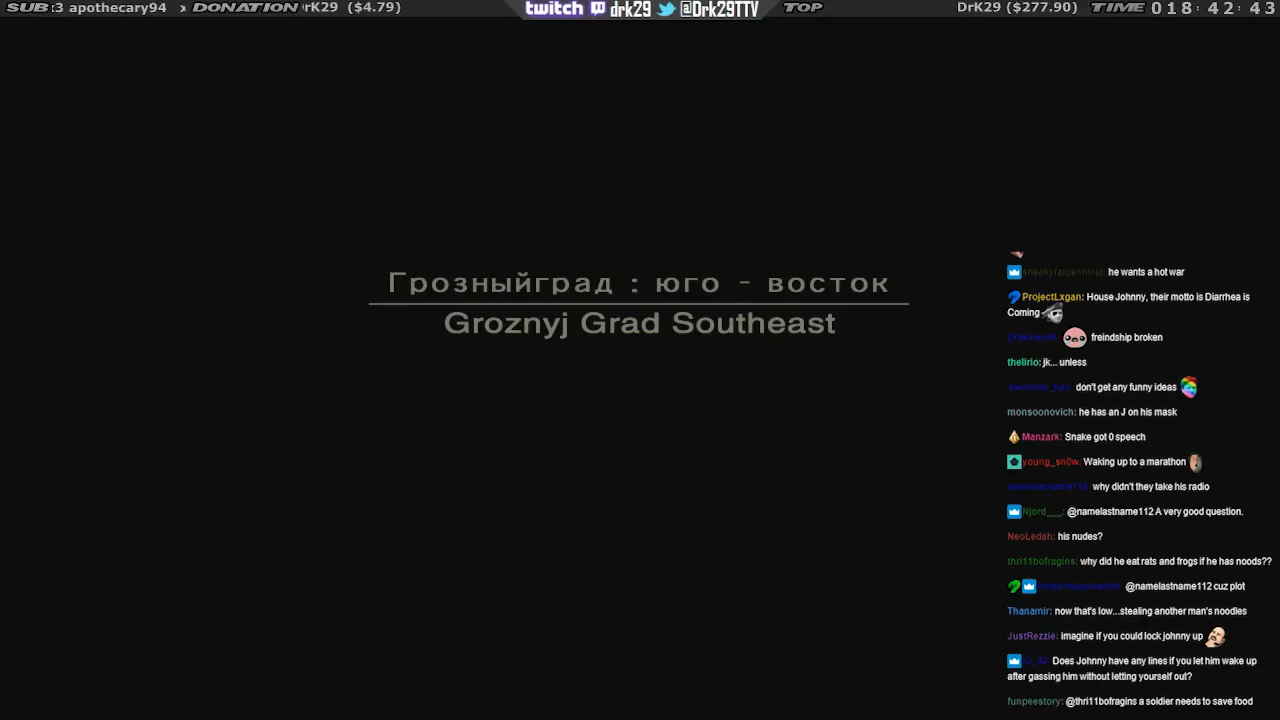 SUB :3 apothecary94 DONATION rK29 ($4.79) twitch drk29 @Drk29TTV TOP DrK29 ($277.90) TIME 018:42:43
Грозныйград : юго - восток
Groznyj Grad Southeast
sneakyraiderninja: he wants a hot war
ProjectLxgan: House Johnny, their motto is Diarrhea is
Coming
freindship broken
thelirio: jk... unless
don't get any funny ideas
monsoonovich: he has an J on his mask
Manzark: Snake got 0 speech
young_sn0w: Waking up to a marathon
namelastname112: why didn't they take his radio
Njord___: @namelastname112 A very good question.
NeoLedah: his nudes?
thri11bofragins: why did he eat rats and frogs if he has noods??
@namelastname112 cuz plot
Thanamir: now that's low...stealing another man's noodles
JustRezzie: imagine if you could lock johnny up
Does Johnny have any lines if you let him wake up
after gassing him without letting yourself out?
funpeestory: @thri11bofragins a soldier needs to save food